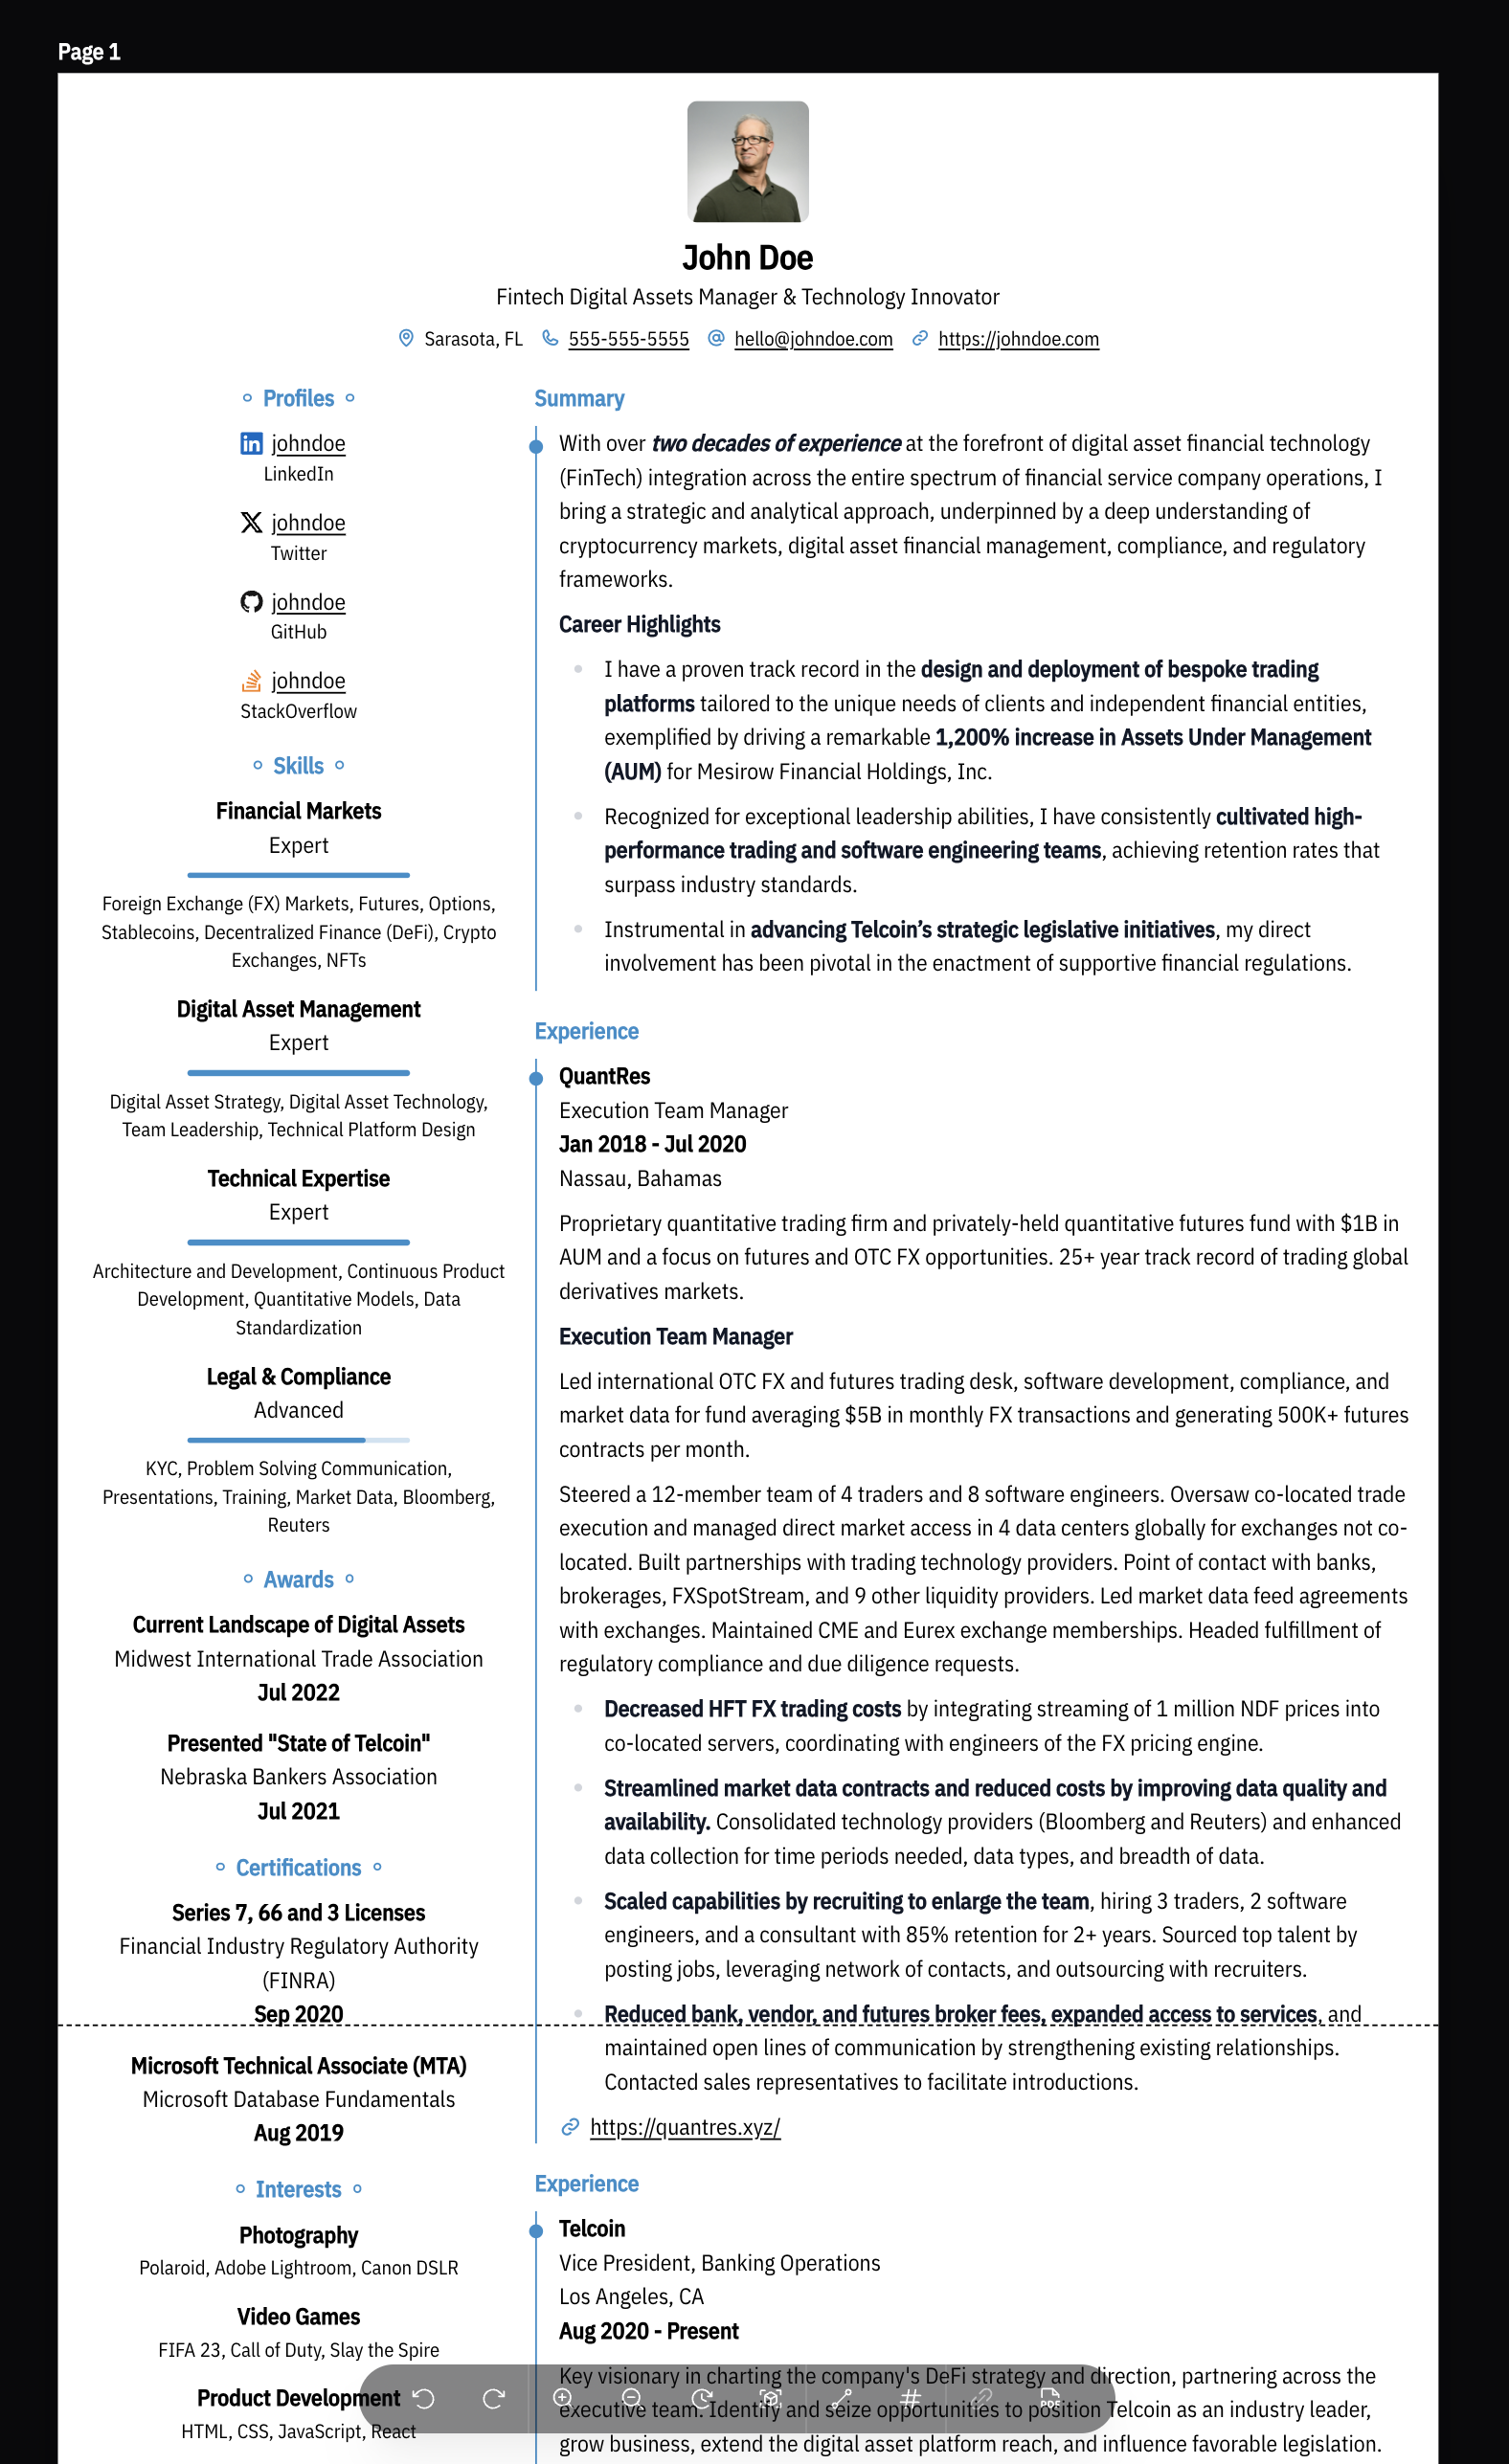 Page 1
John Doe
Fintech Digital Assets Manager & Technology Innovator
Sarasota, FL 555-555-5555 hello@johndoe.com https://johndoe.com
Profiles
johndoe
LinkedIn
johndoe
Twitter
johndoe
GitHub
johndoe
StackOverflow
Skills
Financial Markets
Expert
Foreign Exchange (FX) Markets, Futures, Options,
Stablecoins, Decentralized Finance (DeFi), Crypto
Exchanges, NFTs
Digital Asset Management
Expert
Digital Asset Strategy, Digital Asset Technology,
Team Leadership, Technical Platform Design
Technical Expertise
Expert
Architecture and Development, Continuous Product
Development, Quantitative Models, Data
Standardization
Legal & Compliance
Advanced
KYC, Problem Solving Communication,
Presentations, Training, Market Data, Bloomberg,
Reuters
Awards
Current Landscape of Digital Assets
Midwest International Trade Association
Jul 2022
Presented "State of Telcoin"
Nebraska Bankers Association
Jul 2021
Certifications
Series 7, 66 and 3 Licenses
Financial Industry Regulatory Authority
(FINRA)
Sep 2020
Microsoft Technical Associate (MTA)
Microsoft Database Fundamentals
Aug 2019
Interests
Photography
Polaroid, Adobe Lightroom, Canon DSLR
Video Games
FIFA 23, Call of Duty, Slay the Spire
Product Development
HTML, CSS, JavaScript, React
Summary
With over two decades of experience at the forefront of digital asset financial technology
(FinTech) integration across the entire spectrum of financial service company operations, I
bring a strategic and analytical approach, underpinned by a deep understanding of
cryptocurrency markets, digital asset financial management, compliance, and regulatory
frameworks.
Career Highlights
I have a proven track record in the design and deployment of bespoke trading
platforms tailored to the unique needs of clients and independent financial entities,
exemplified by driving a remarkable 1,200% increase in Assets Under Management
(AUM) for Mesirow Financial Holdings, Inc.
Recognized for exceptional leadership abilities, I have consistently cultivated high-
performance trading and software engineering teams, achieving retention rates that
surpass industry standards.
Instrumental in advancing Telcoin’s strategic legislative initiatives, my direct
involvement has been pivotal in the enactment of supportive financial regulations.
Experience
QuantRes
Execution Team Manager
Jan 2018 - Jul 2020
Nassau, Bahamas
Proprietary quantitative trading firm and privately-held quantitative futures fund with $1B in
AUM and a focus on futures and OTC FX opportunities. 25+ year track record of trading global
derivatives markets.
Execution Team Manager
Led international OTC FX and futures trading desk, software development, compliance, and
market data for fund averaging $5B in monthly FX transactions and generating 500K+ futures
contracts per month.
Steered a 12-member team of 4 traders and 8 software engineers. Oversaw co-located trade
execution and managed direct market access in 4 data centers globally for exchanges not co-
located. Built partnerships with trading technology providers. Point of contact with banks,
brokerages, FXSpotStream, and 9 other liquidity providers. Led market data feed agreements
with exchanges. Maintained CME and Eurex exchange memberships. Headed fulfillment of
regulatory compliance and due diligence requests.
Decreased HFT FX trading costs by integrating streaming of 1 million NDF prices into
co-located servers, coordinating with engineers of the FX pricing engine.
Streamlined market data contracts and reduced costs by improving data quality and
availability. Consolidated technology providers (Bloomberg and Reuters) and enhanced
data collection for time periods needed, data types, and breadth of data.
Scaled capabilities by recruiting to enlarge the team, hiring 3 traders, 2 software
engineers, and a consultant with 85% retention for 2+ years. Sourced top talent by
posting jobs, leveraging network of contacts, and outsourcing with recruiters.
Reduced bank, vendor, and futures broker fees, expanded access to services, and
maintained open lines of communication by strengthening existing relationships.
Contacted sales representatives to facilitate introductions.
https://quantres.xyz/
Experience
Telcoin
Vice President, Banking Operations
Los Angeles, CA
Aug 2020 - Present
Key visionary in charting the company's DeFi strategy and direction, partnering across the
executive team. Identify and seize opportunities to position Telcoin as an industry leader,
grow business, extend the digital asset platform reach, and influence favorable legislation.
PDF